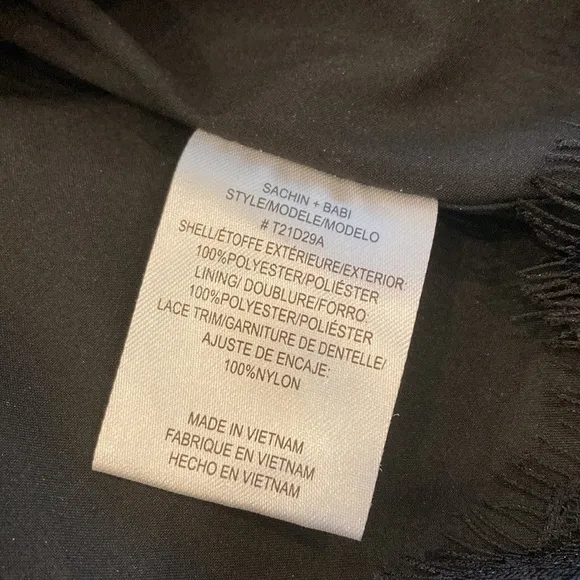 SACHIN + BABI
STYLE/MODELE/MODELO
# T21D29A
SHELL/ÉTOFFE EXTÉRIEURE/EXTERIOR
100%POLYESTER/POLIÉSTER
LINING/ DOUBLURE/FORRO.
100%POLYESTER/POLIÉSTER
LACE TRIM/GARNITURE DE DENTELLE/
AJUSTE DE ENCAJE:
100%NYLON
MADE IN VIETNAM
FABRIQUE EN VIETNAM
HECHO EN VIETNAM